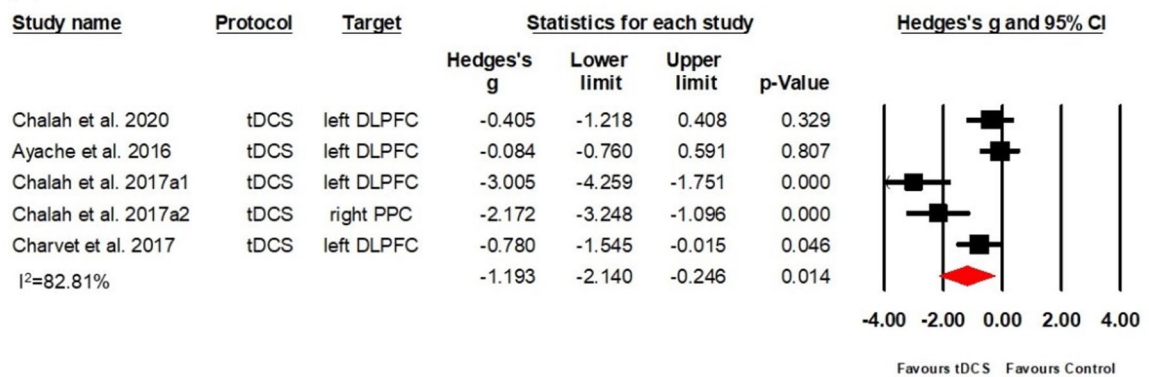 Study name Protocol Target Statistics for each study Hedges's g and 95% CI
Hedges's g Lower limit Upper limit p-Value
Chalah et al. 2020 tDCS left DLPFC -0.405 -1.218 0.408 0.329
Ayache et al. 2016 tDCS left DLPFC -0.084 -0.760 0.591 0.807
Chalah et al. 2017a1 tDCS left DLPFC -3.005 -4.259 -1.751 0.000
Chalah et al. 2017a2 tDCS right PPC -2.172 -3.248 -1.096 0.000
Charvet et al. 2017 tDCS left DLPFC -0.780 -1.545 -0.015 0.046
I²=82.81% -1.193 -2.140 -0.246 0.014
-4.00 -2.00 0.00 2.00 4.00
Favours tDCS Favours Control